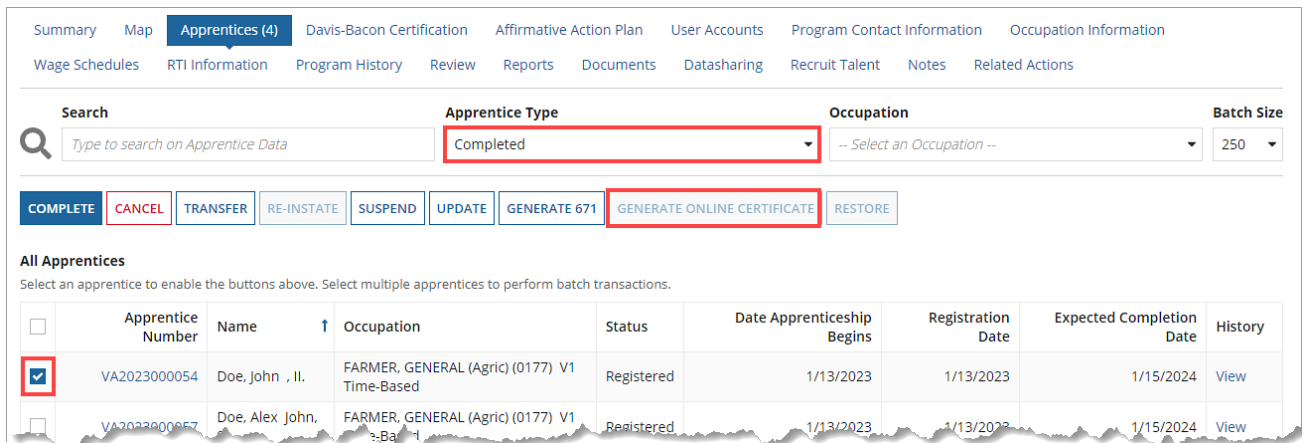 Summary Map Apprentices (4) Davis-Bacon Certification Affirmative Action Plan User Accounts Program Contact Information Occupation Information
Wage Schedules RTI Information Program History Review Reports Documents Datasharing Recruit Talent Notes Related Actions
Search Apprentice Type Occupation Batch Size
Type to search on Apprentice Data Completed -- Select an Occupation -- 250
COMPLETE CANCEL TRANSFER RE-INSTATE SUSPEND UPDATE GENERATE 671 GENERATE ONLINE CERTIFICATE RESTORE
All Apprentices
Select an apprentice to enable the buttons above. Select multiple apprentices to perform batch transactions.
Apprentice Number Name ↑ Occupation Status Date Apprenticeship Begins Registration Date Expected Completion Date History
VA2023000054 Doe, John , II. FARMER, GENERAL (Agric) (0177) V1 Registered 1/13/2023 1/13/2023 1/15/2024 View
Time-Based
Doe, Alex John, FARMER, GENERAL (Agric) (0177) V1
VA2023000057 Registered 1/13/2023 1/13/2023 1/15/2024 View